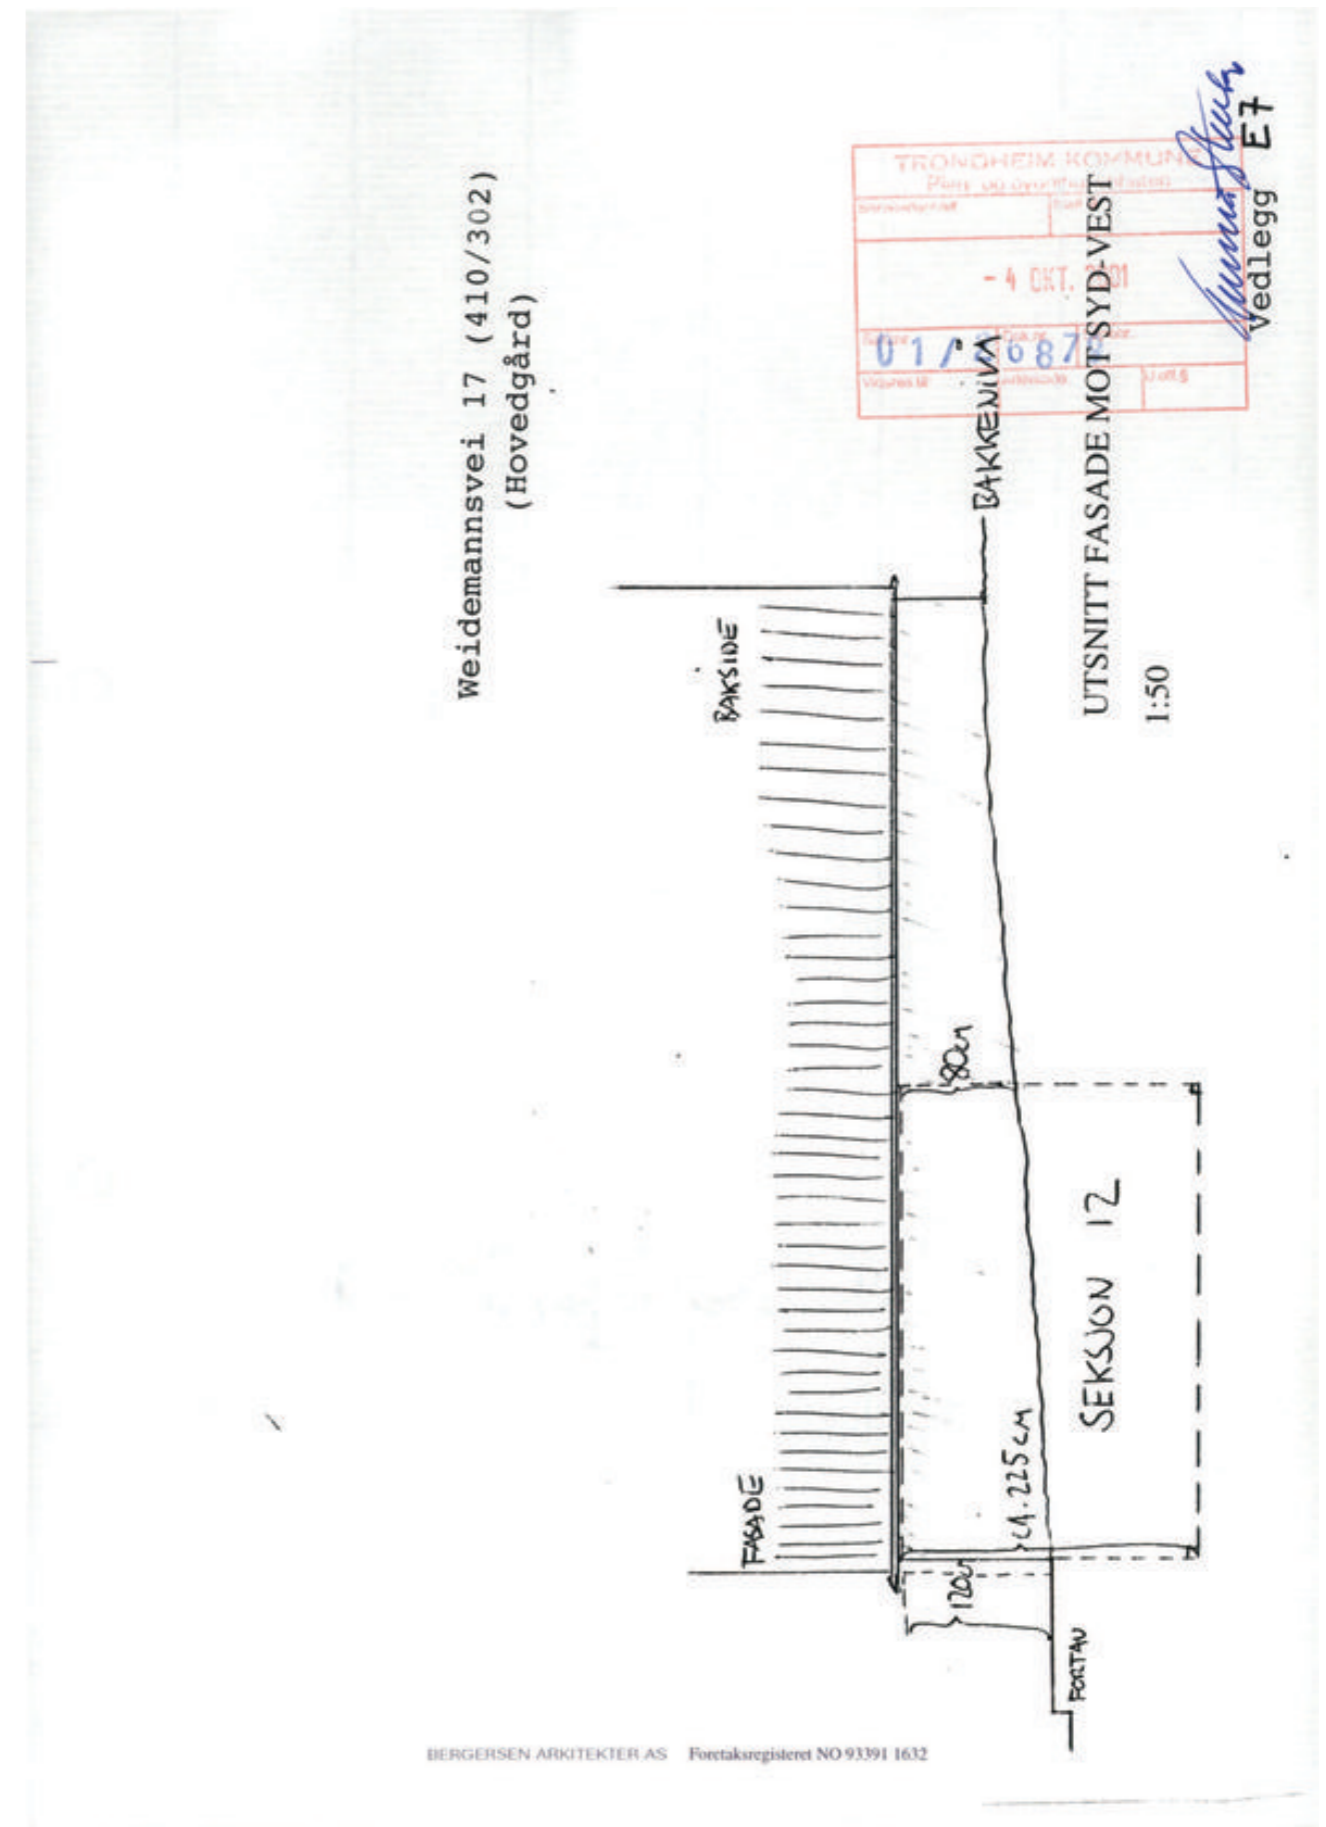 Weidemannsvei 17 (410/302)
(Hovedgård)
FASADE
BAKSIDE
80cm
ca. 225 cm
120
SEKSJON 12
FORTAU
BAKKENIVÅ
UTSNITT FASADE MOT SYD-VEST
1:50
TRONDHEIM KOMMUNE
- 4 OKT. 2001
01/
687
U.off.§
Vedlegg E7
BERGERSEN ARKITEKTER AS Foretaksregisteret NO 93391 1632